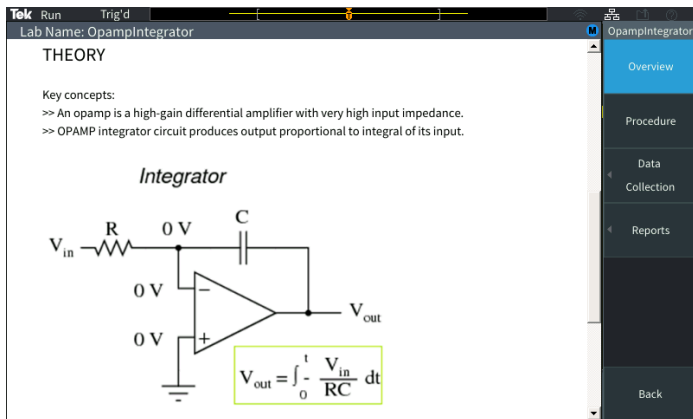 Tek Run Trig'd
Lab Name: OpampIntegrator
M
OpampIntegrator
THEORY
Key concepts:
>> An opamp is a high-gain differential amplifier with very high input impedance.
>> OPAMP integrator circuit produces output proportional to integral of its input.
Integrator
R 0 V C
Vin
0 V
0 V
Vout
+
−
Vout = ∫₀ᵗ - Vin/RC dt
Overview
Procedure
Data
Collection
Reports
Back